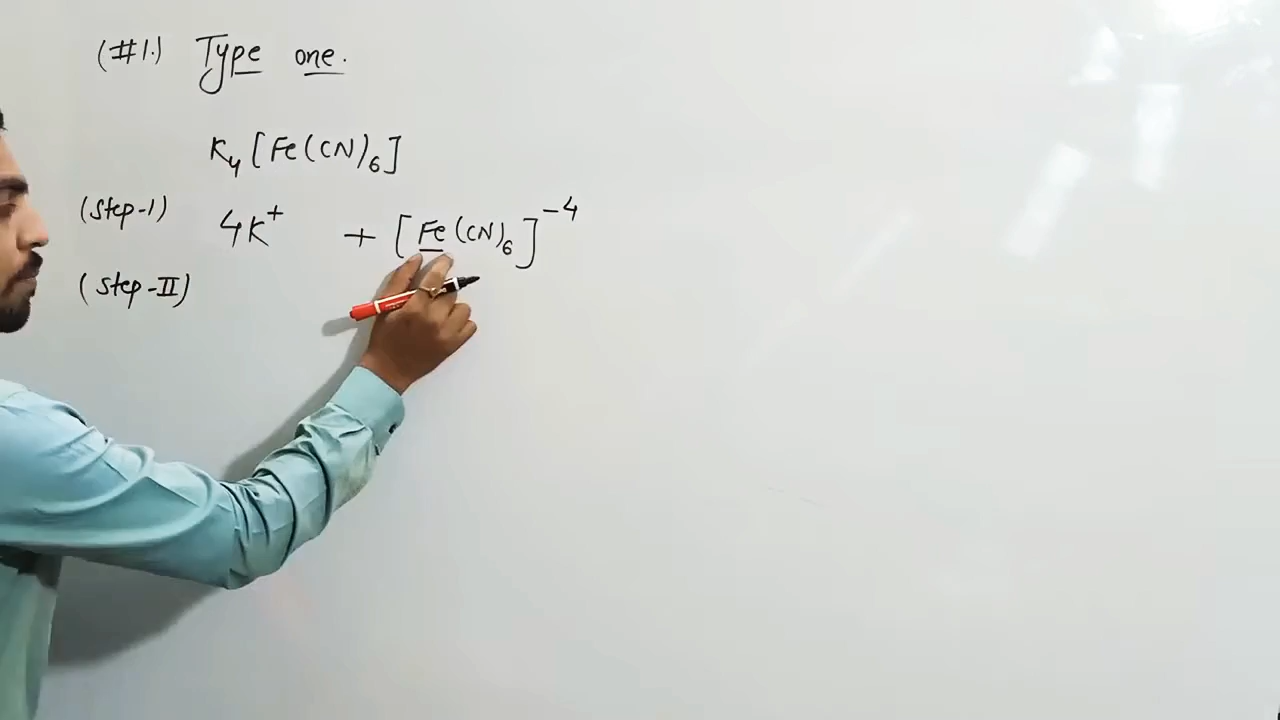 (#1.) Type one.
K₄[Fe(CN)₆]
(Step-1) 4K⁺ + [Fe(CN)₆]⁻⁴
(Step-II)